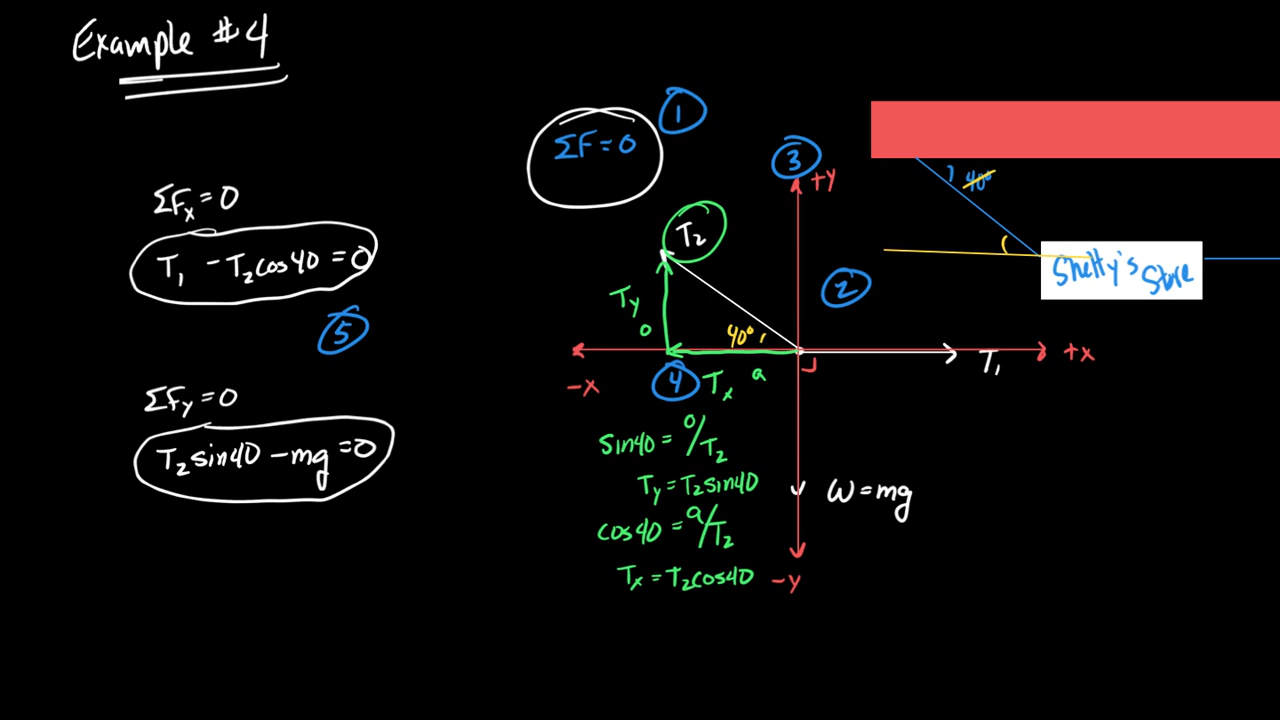 Example #4
ΣF = 0
1
3
+Y
40°
Shetty's Store
ΣFx = 0
T1 - T2cos40 = 0
5
T2
2
Ty
o
40°
-X
4
Tx
a
T1
+X
ΣFy = 0
T2sin40 - mg = 0
sin40 = o/T2
Ty = T2sin40
W = mg
cos40 = a/T2
Tx = T2cos40
-Y